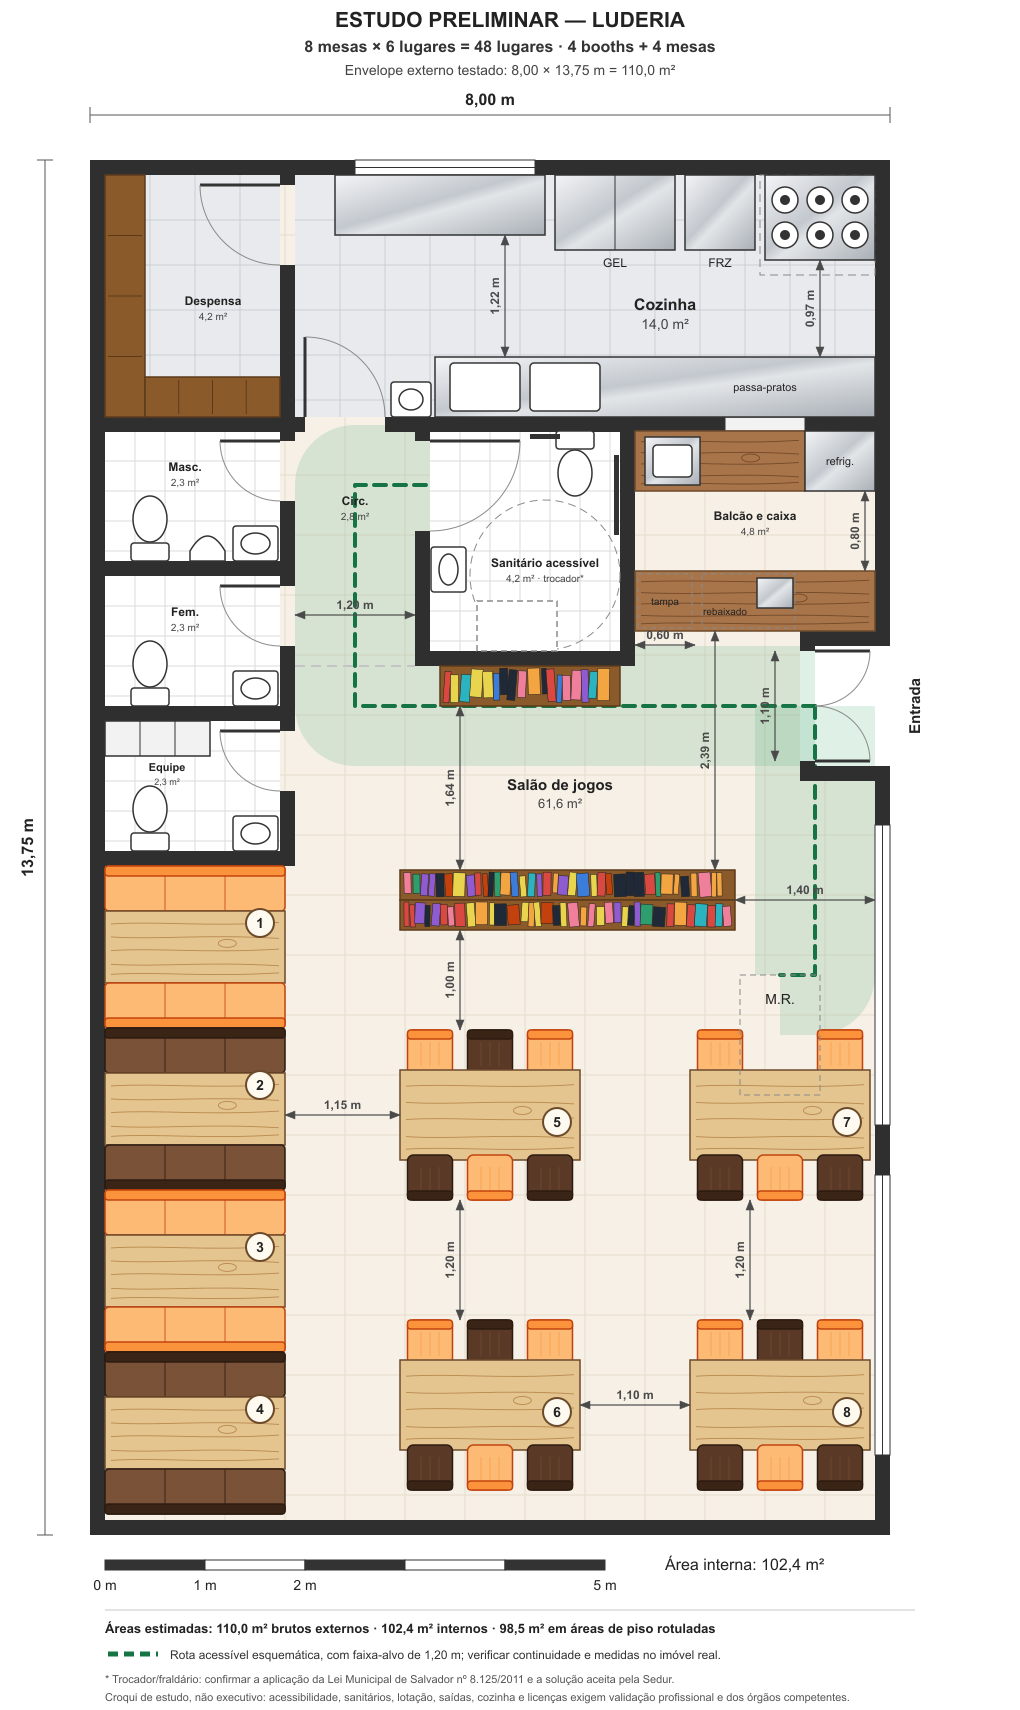 ESTUDO PRELIMINAR — LUDERIA
8 mesas × 6 lugares = 48 lugares · 4 booths + 4 mesas
Envelope externo testado: 8,00 × 13,75 m = 110,0 m²
8,00 m
GEL
FRZ
1,22 m
0,97 m
Despensa
4,2 m²
Cozinha
14,0 m²
passa-pratos
Masc.
2,3 m²
Circ.
2,8 m²
refrig.
Balcão e caixa
4,8 m²
0,80 m
Sanitário acessível
4,2 m² · trocador*
Fem.
2,3 m²
1,20 m
tampa
rebaixado
0,60 m
1,10 m
Entrada
2,39 m
Equipe
2,3 m²
1,64 m
Salão de jogos
61,6 m²
13,75 m
1,40 m
1
1,00 m
M.R.
2
1,15 m
5
7
3
1,20 m
1,20 m
4
1,10 m
6
8
0 m
1 m
2 m
5 m
Área interna: 102,4 m²
Áreas estimadas: 110,0 m² brutos externos · 102,4 m² internos · 98,5 m² em áreas de piso rotuladas
Rota acessível esquemática, com faixa-alvo de 1,20 m; verificar continuidade e medidas no imóvel real.
* Trocador/fraldário: confirmar a aplicação da Lei Municipal de Salvador nº 8.125/2011 e a solução aceita pela Sedur.
Croqui de estudo, não executivo: acessibilidade, sanitários, lotação, saídas, cozinha e licenças exigem validação profissional e dos órgãos competentes.